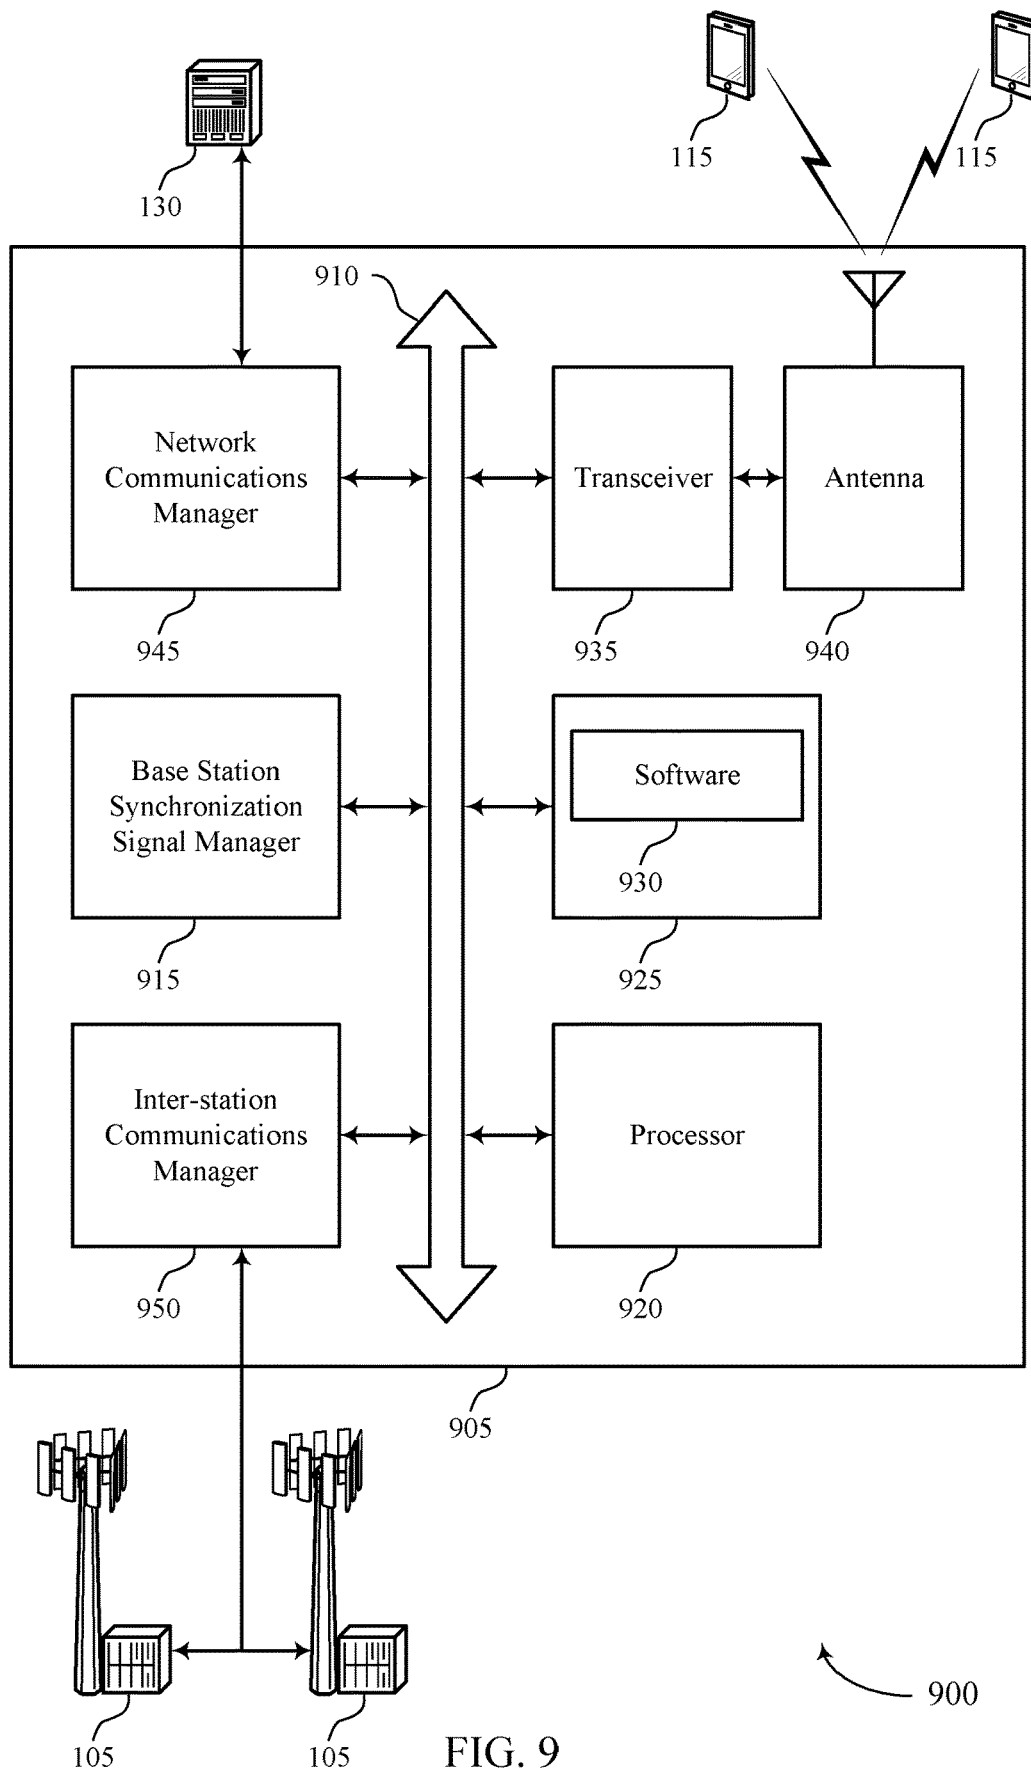 115
115
130
910
Network
Communications
Manager
Transceiver
Antenna
945
935
940
Base Station
Synchronization
Signal Manager
Software
930
915
925
Inter-station
Communications
Manager
Processor
950
920
905
900
105
105
FIG. 9